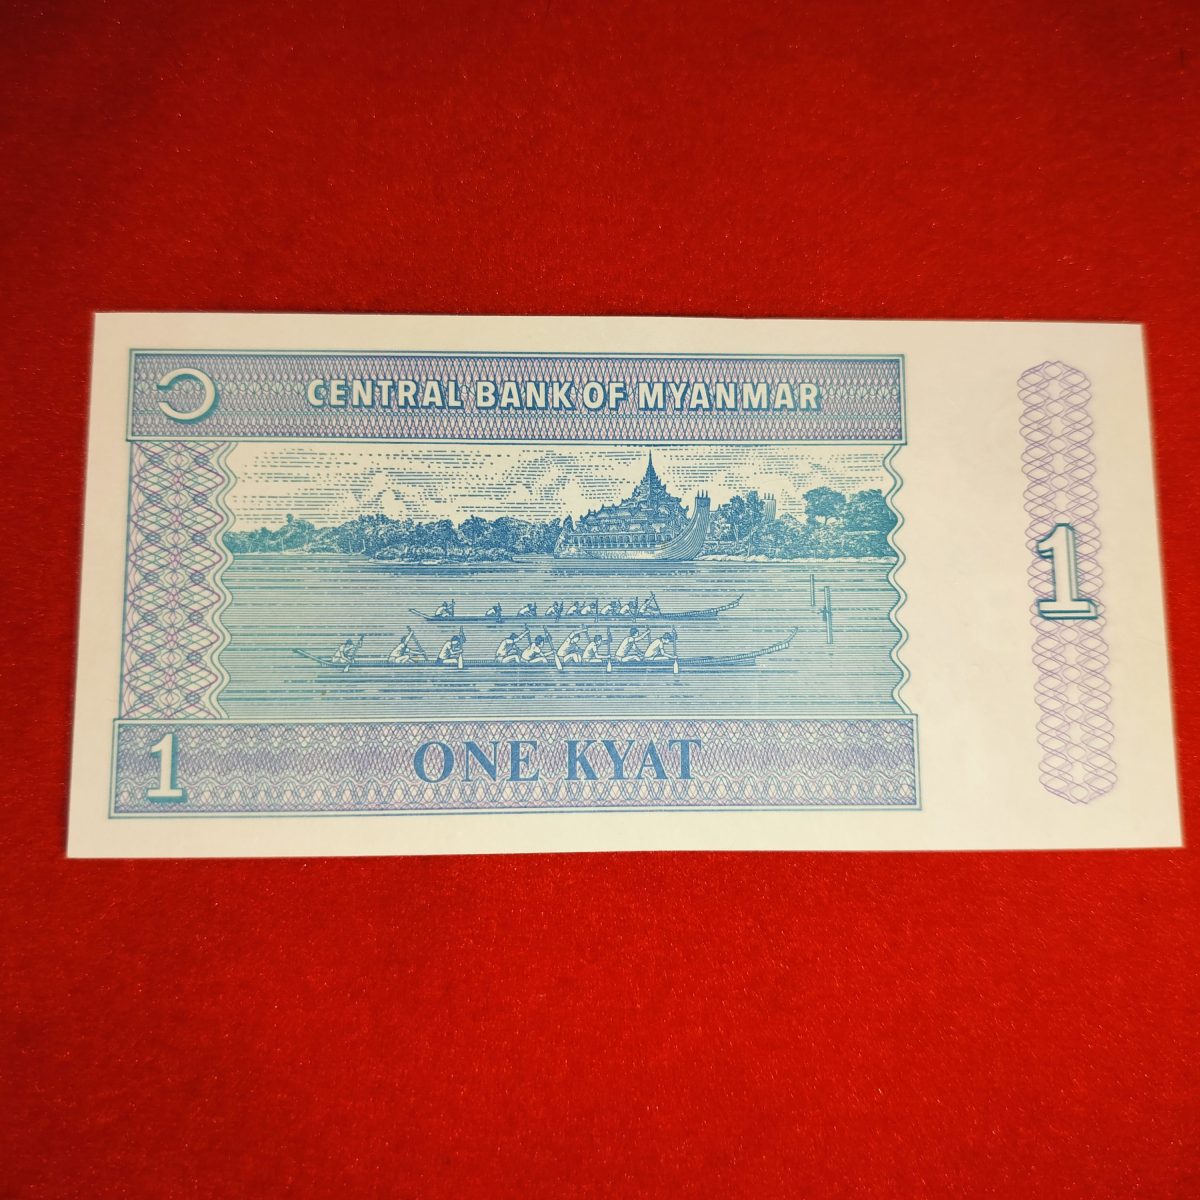 ၁ CENTRAL BANK OF MYANMAR
1
1 ONE KYAT